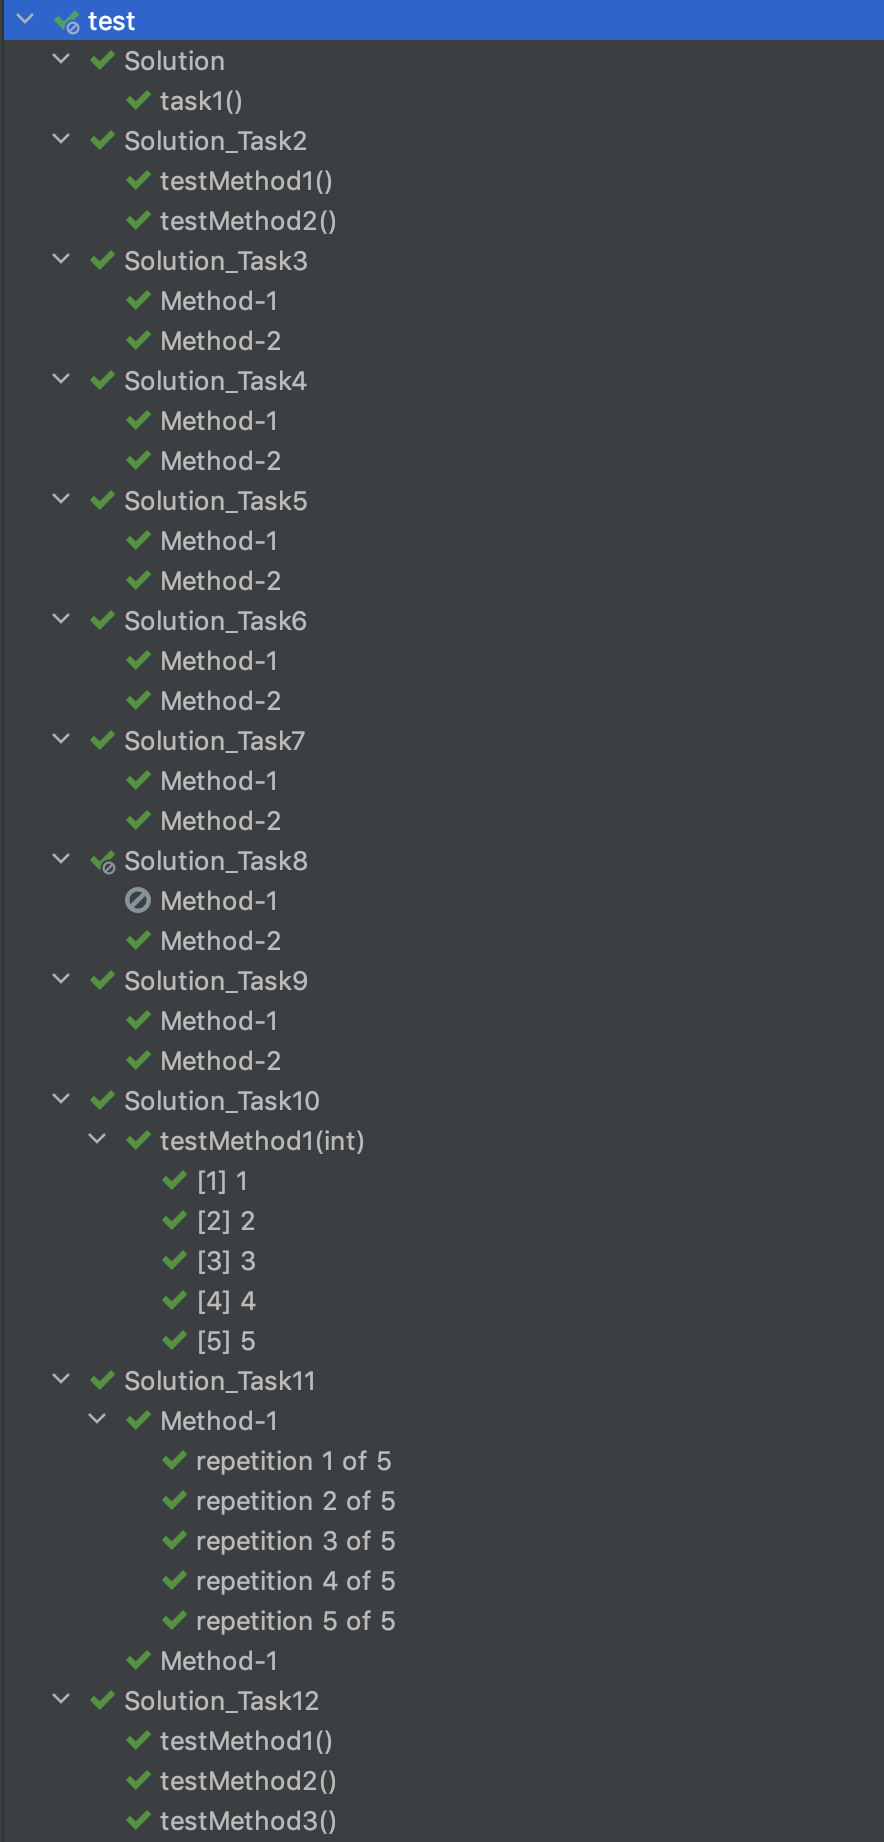 test
Solution
task1()
Solution_Task2
testMethod1()
testMethod2()
Solution_Task3
Method-1
Method-2
Solution_Task4
Method-1
Method-2
Solution_Task5
Method-1
Method-2
Solution_Task6
Method-1
Method-2
Solution_Task7
Method-1
Method-2
Solution_Task8
Method-1
Method-2
Solution_Task9
Method-1
Method-2
Solution_Task10
testMethod1(int)
[1] 1
[2] 2
[3] 3
[4] 4
[5] 5
Solution_Task11
Method-1
repetition 1 of 5
repetition 2 of 5
repetition 3 of 5
repetition 4 of 5
repetition 5 of 5
Method-1
Solution_Task12
testMethod1()
testMethod2()
testMethod3()